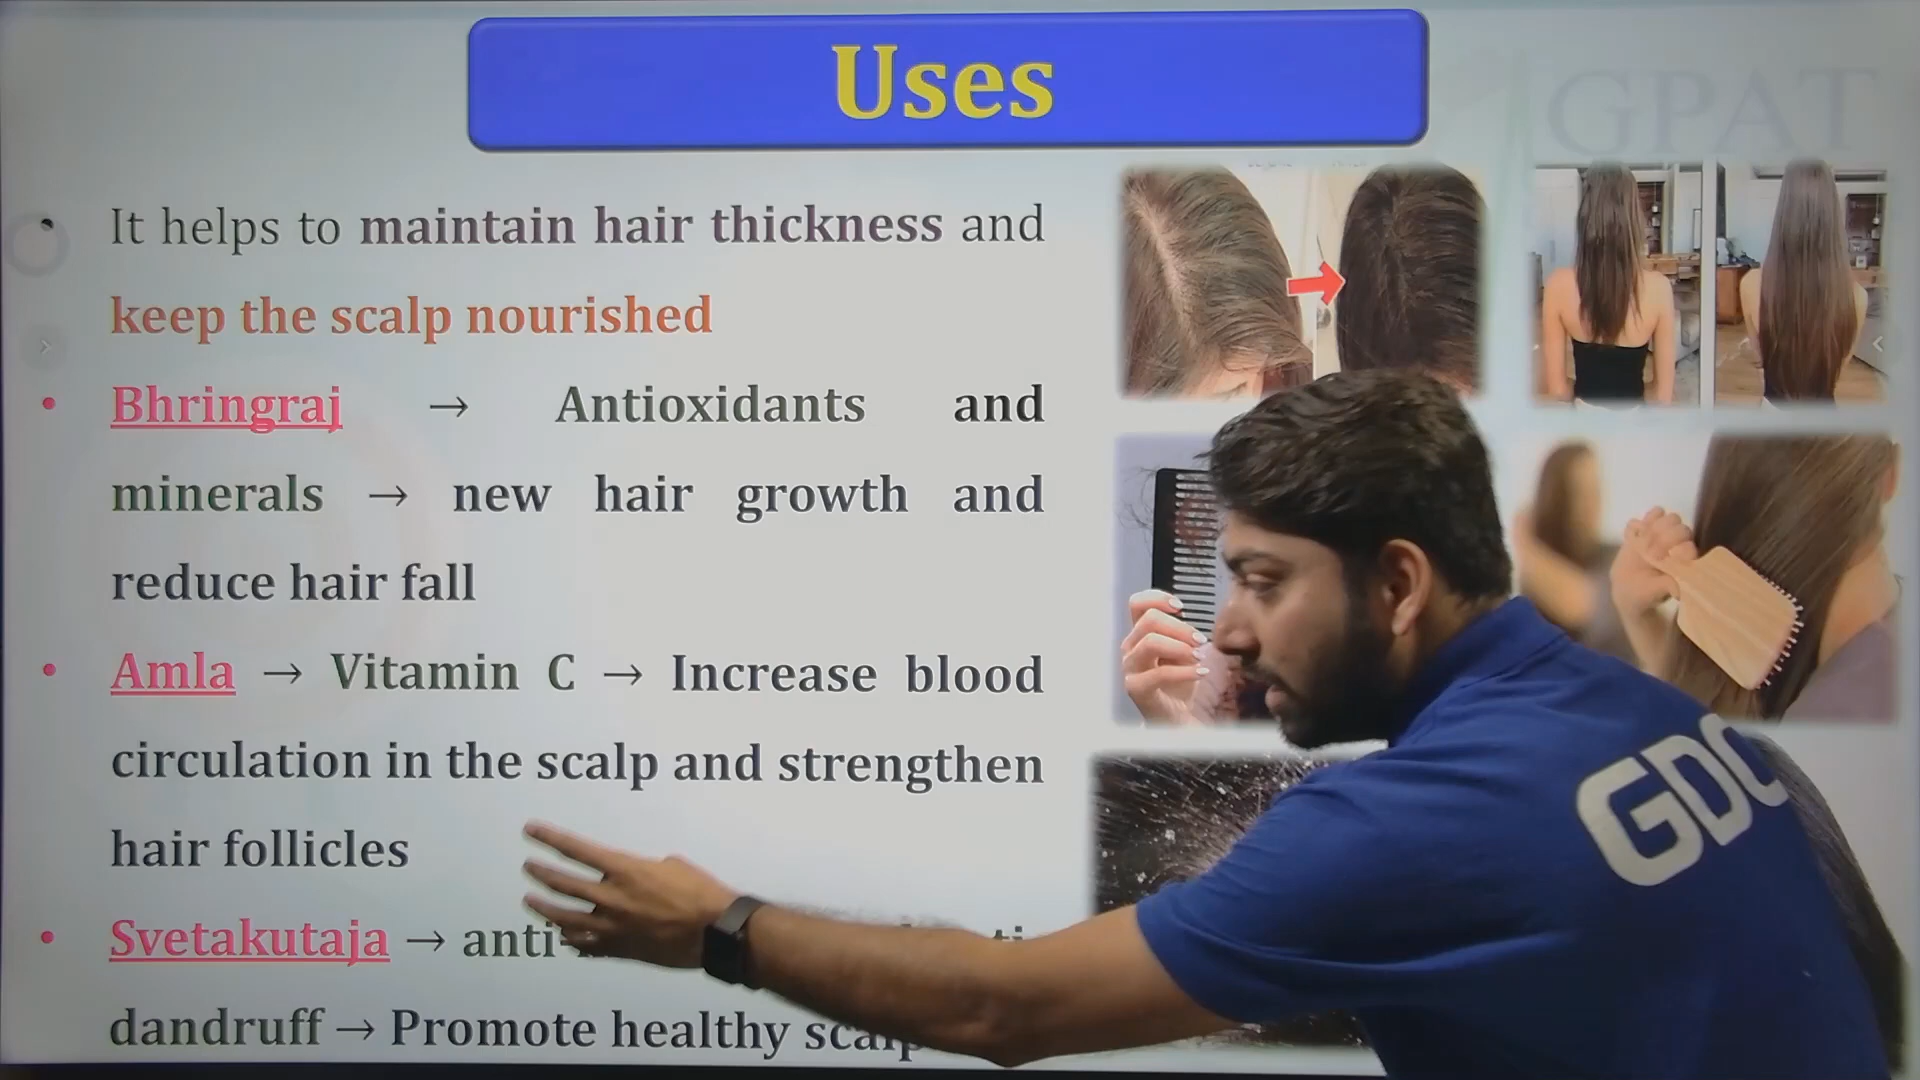 Uses
GPAT
It helps to maintain hair thickness and
keep the scalp nourished
Bhringraj → Antioxidants and
minerals → new hair growth and
reduce hair fall
Amla → Vitamin C → Increase blood
circulation in the scalp and strengthen
hair follicles
Svetakutaja → anti-
dandruff → Promote healthy scalp
GDC